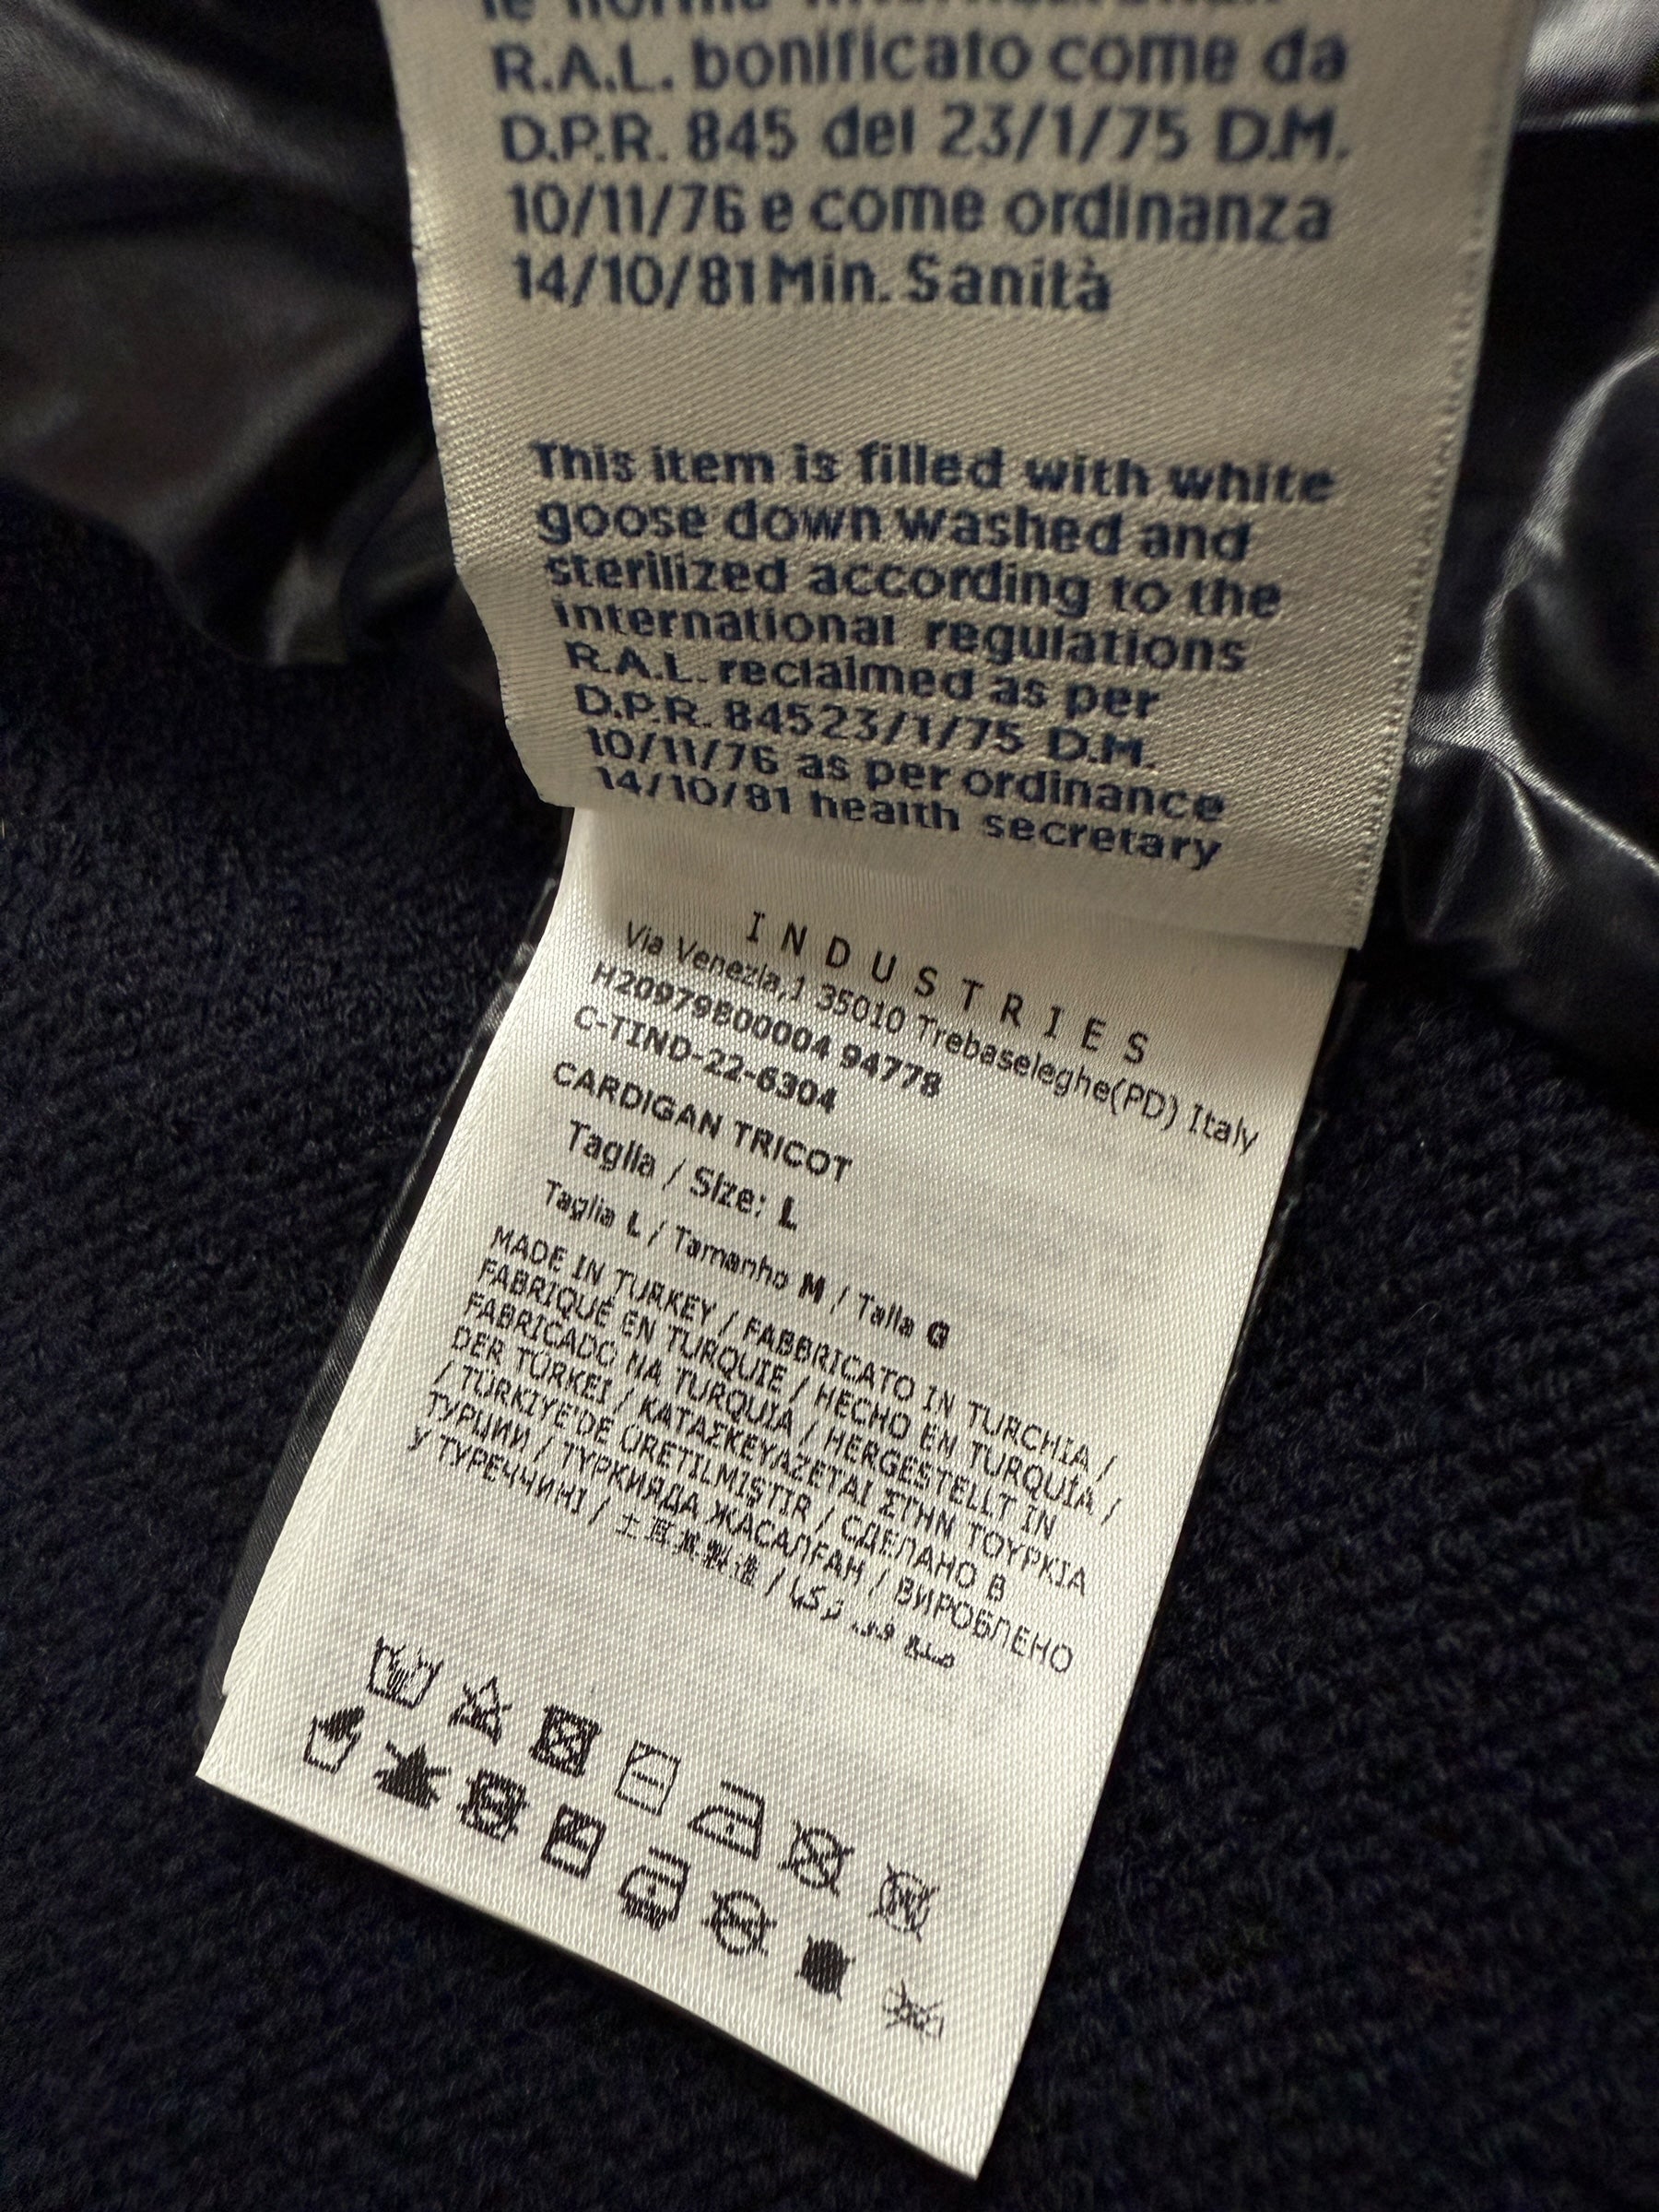 R.A.L. bonificato come da
D.P.R. 845 del 23/1/75 D.M.
10/11/76 e come ordinanza
14/10/81 Min. Sanità
This item is filled with white
goose down washed and
sterilized according to the
international regulations
R.A.L. reclaimed as per
D.P.R. 84523/1/75 D.M.
10/11/76 as per ordinance
14/10/81 health secretary
INDUSTRIES
Via Venezia,1 35010 Trebaseleghe(PD) Italy
H20979B00004 94778
C-TIND-22-6304
CARDIGAN TRICOT
Taglia / Size: L
Taglia L / Tamanho M / Talla G
MADE IN TURKEY / FABBRICATO IN TURCHIA /
FABRIQUÉ EN TURQUIE / HECHO EN TURQUÍA /
FABRICADO NA TURQUIA / HERGESTELLT IN
DER TÜRKEI / ΚΑΤΑΣΚΕΥΑΖΕΤΑΙ ΣΤΗΝ ΤΟΥΡΚΙΑ
/ TÜRKIYE'DE ÜRETILMIŞTIR / СДЕЛАНО В
ТУРЦИИ / ТҮРКИЯДА ЖАСАЛҒАН / ВИРОБЛЕНО
У ТУРЕЧЧИНІ / 土耳其製造 / صنع في تركيا